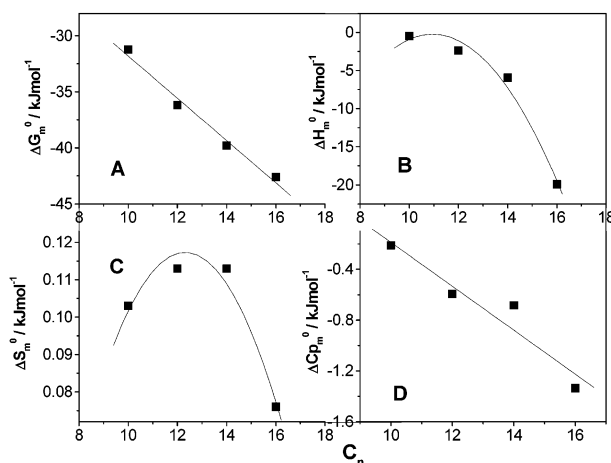 ΔG_m^0 / kJmol^-1
-30
-35
-40
-45
A
8 10 12 14 16 18
ΔH_m^0 / kJmol^-1
0
-5
-10
-15
-20
B
8 10 12 14 16 18
ΔS_m^0 / kJmol^-1
0.12
0.11
0.10
0.09
0.08
C
8 10 12 14 16 18
ΔCp_m^0 / kJmol^-1
-0.4
-0.8
-1.2
-1.6
D
10 12 14 16
C_n